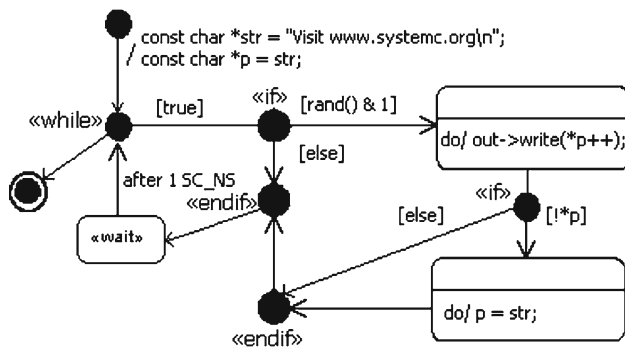 / const char *str = "Visit www.systemc.org\n";
/ const char *p = str;
«while»
[true]
«if»
[rand() & 1]
do/ out->write(*p++);
[else]
after 1 SC_NS
«endif»
«wait»
«if»
[else]
[!*p]
do/ p = str;
«endif»